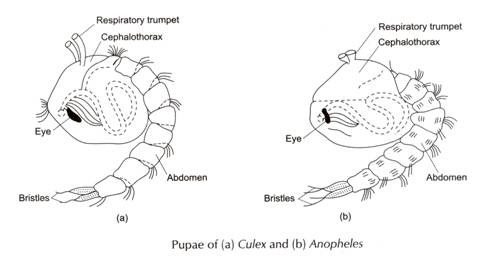 Respiratory trumpet
Cephalothorax
Eye
Abdomen
Bristles
(a)
Respiratory trumpet
Cephalothorax
Eye
Abdomen
Bristles
(b)
Pupae of (a) Culex and (b) Anopheles